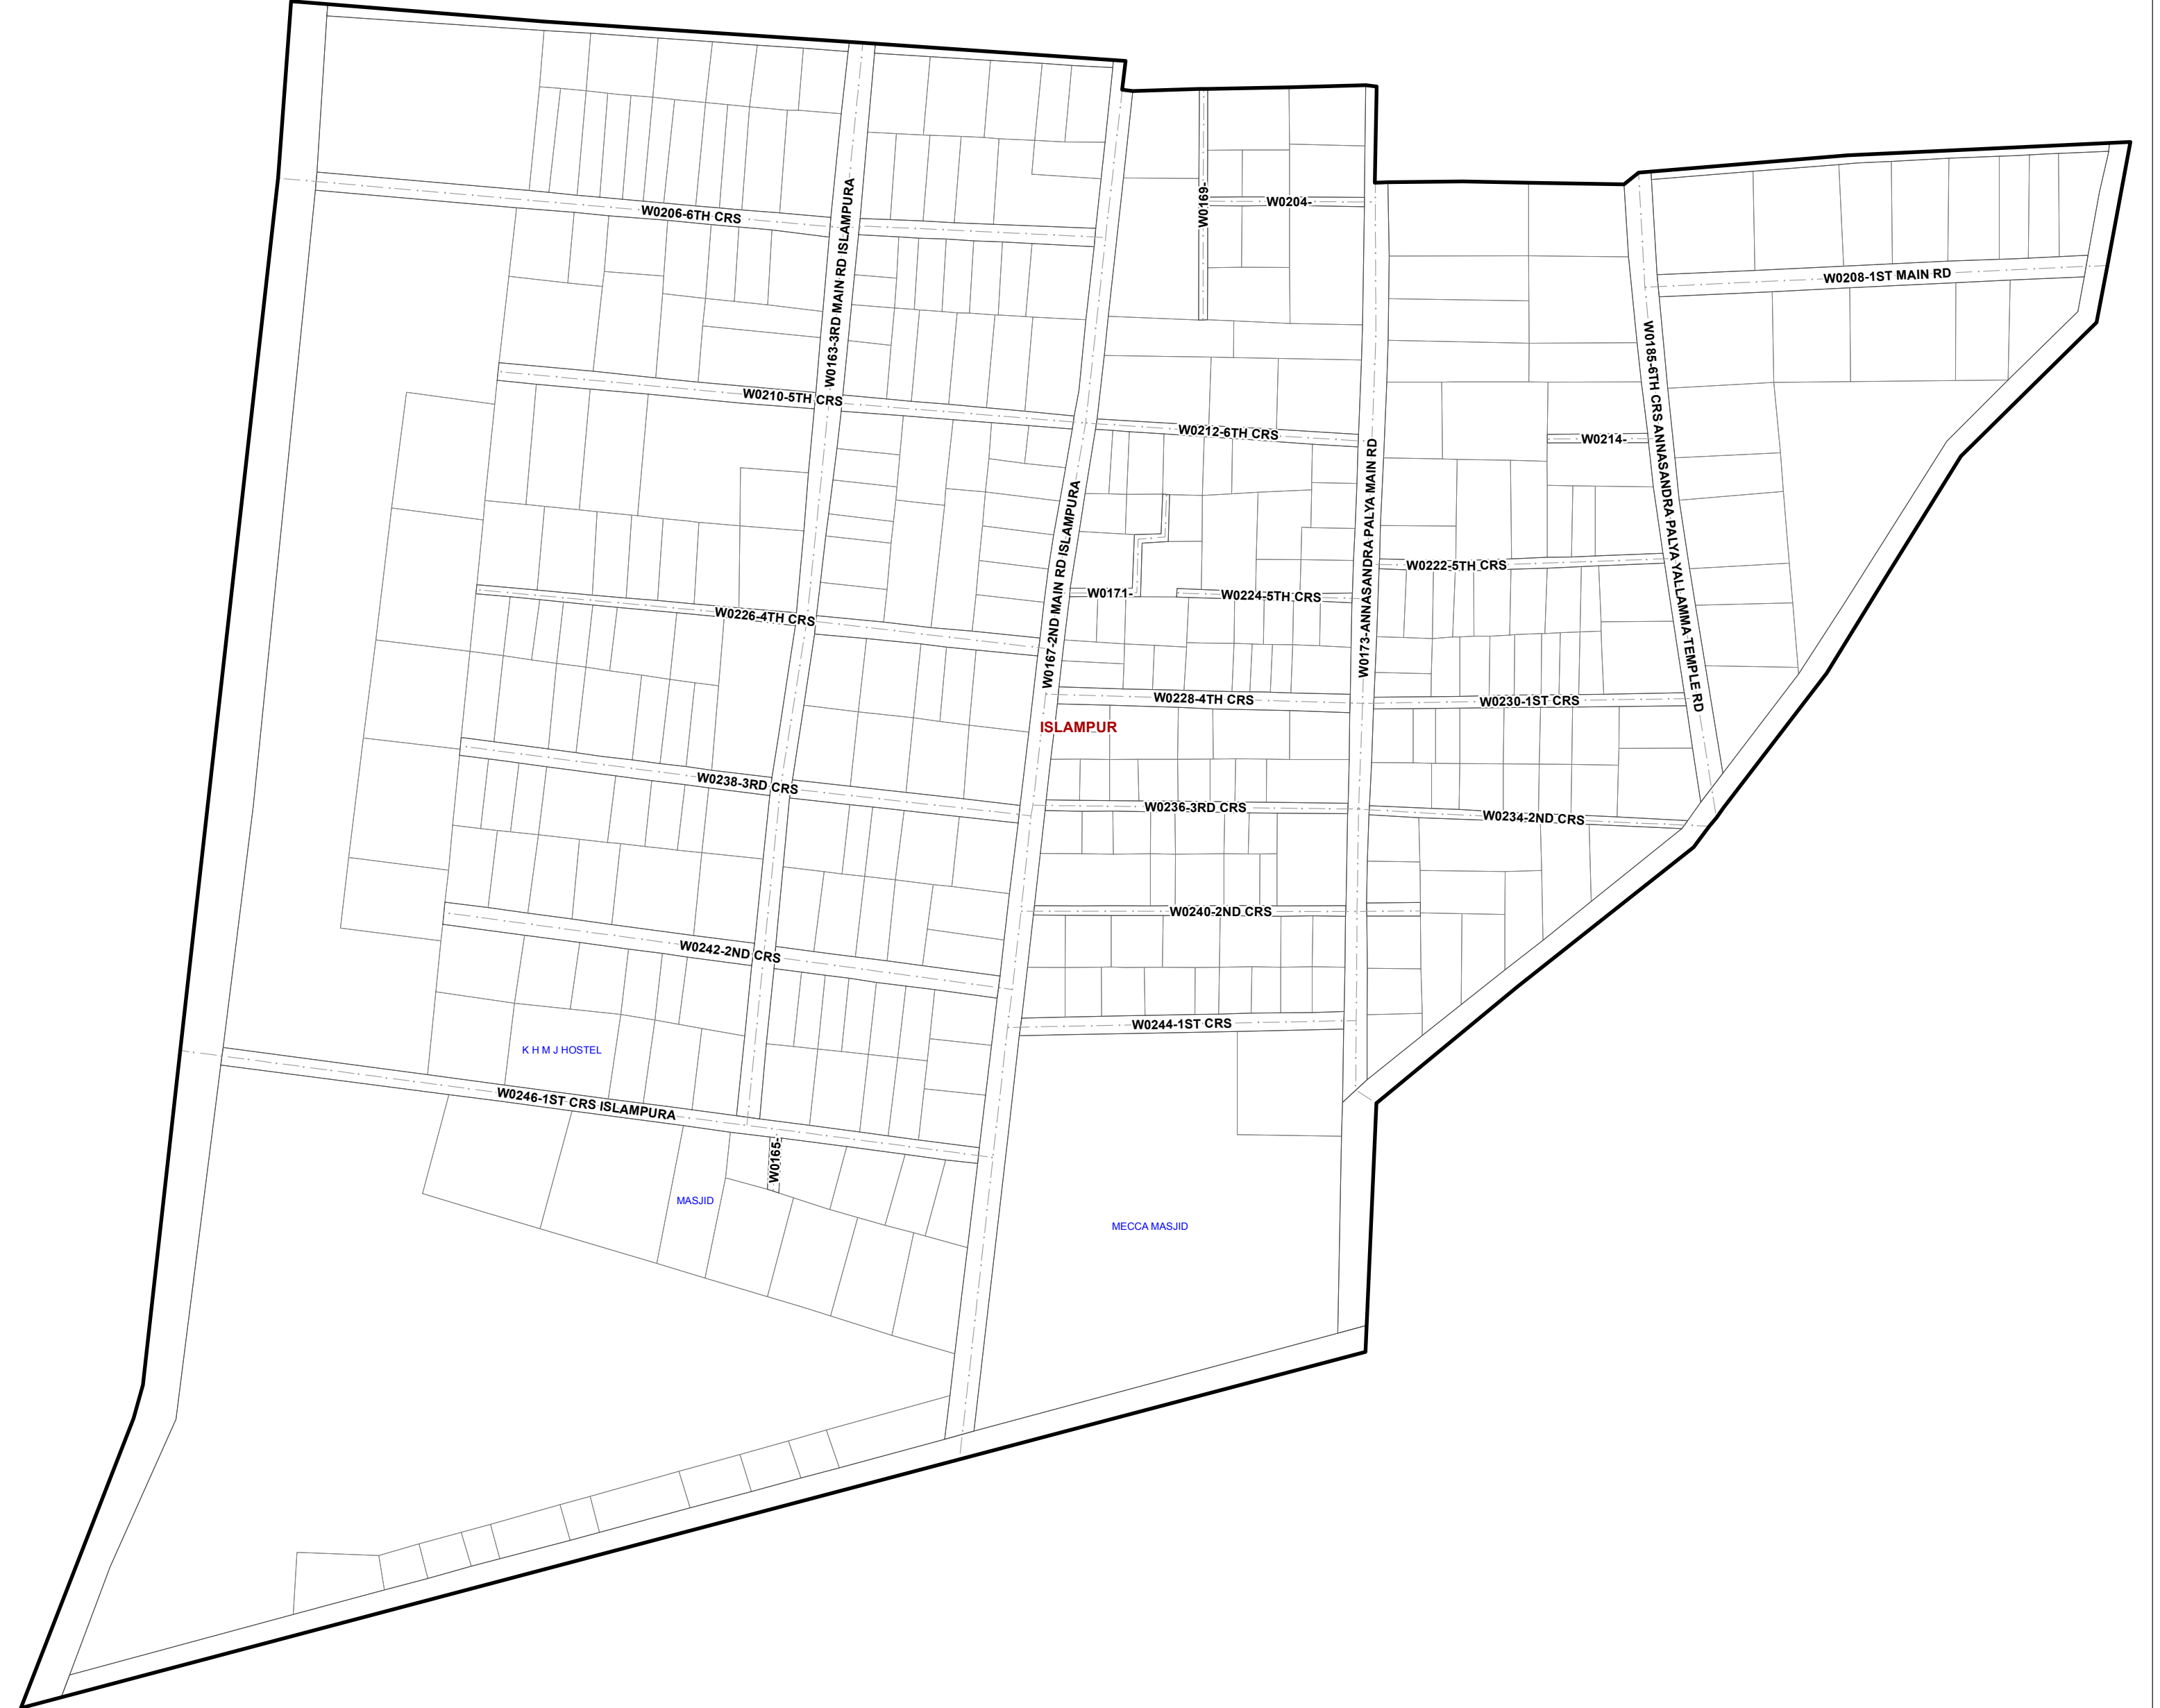 W0206-6TH CRS
W0163-3RD MAIN RD ISLAMPURA
W0169-
W0204-
W0208-1ST MAIN RD
W0210-5TH CRS
W0212-6TH CRS
W0173-ANNASANDRA PALYA MAIN RD
W0214-
W0185-6TH CRS ANNASANDRA PALYA YALLAMMA TEMPLE RD
W0167-2ND MAIN RD ISLAMPURA
W0222-5TH CRS
W0171-
W0224-5TH CRS
W0226-4TH CRS
W0228-4TH CRS
W0230-1ST CRS
ISLAMPUR
W0238-3RD CRS
W0236-3RD CRS
W0234-2ND CRS
W0240-2ND CRS
W0242-2ND CRS
W0244-1ST CRS
K H M J HOSTEL
W0246-1ST CRS ISLAMPURA
W0165-
MASJID
MECCA MASJID